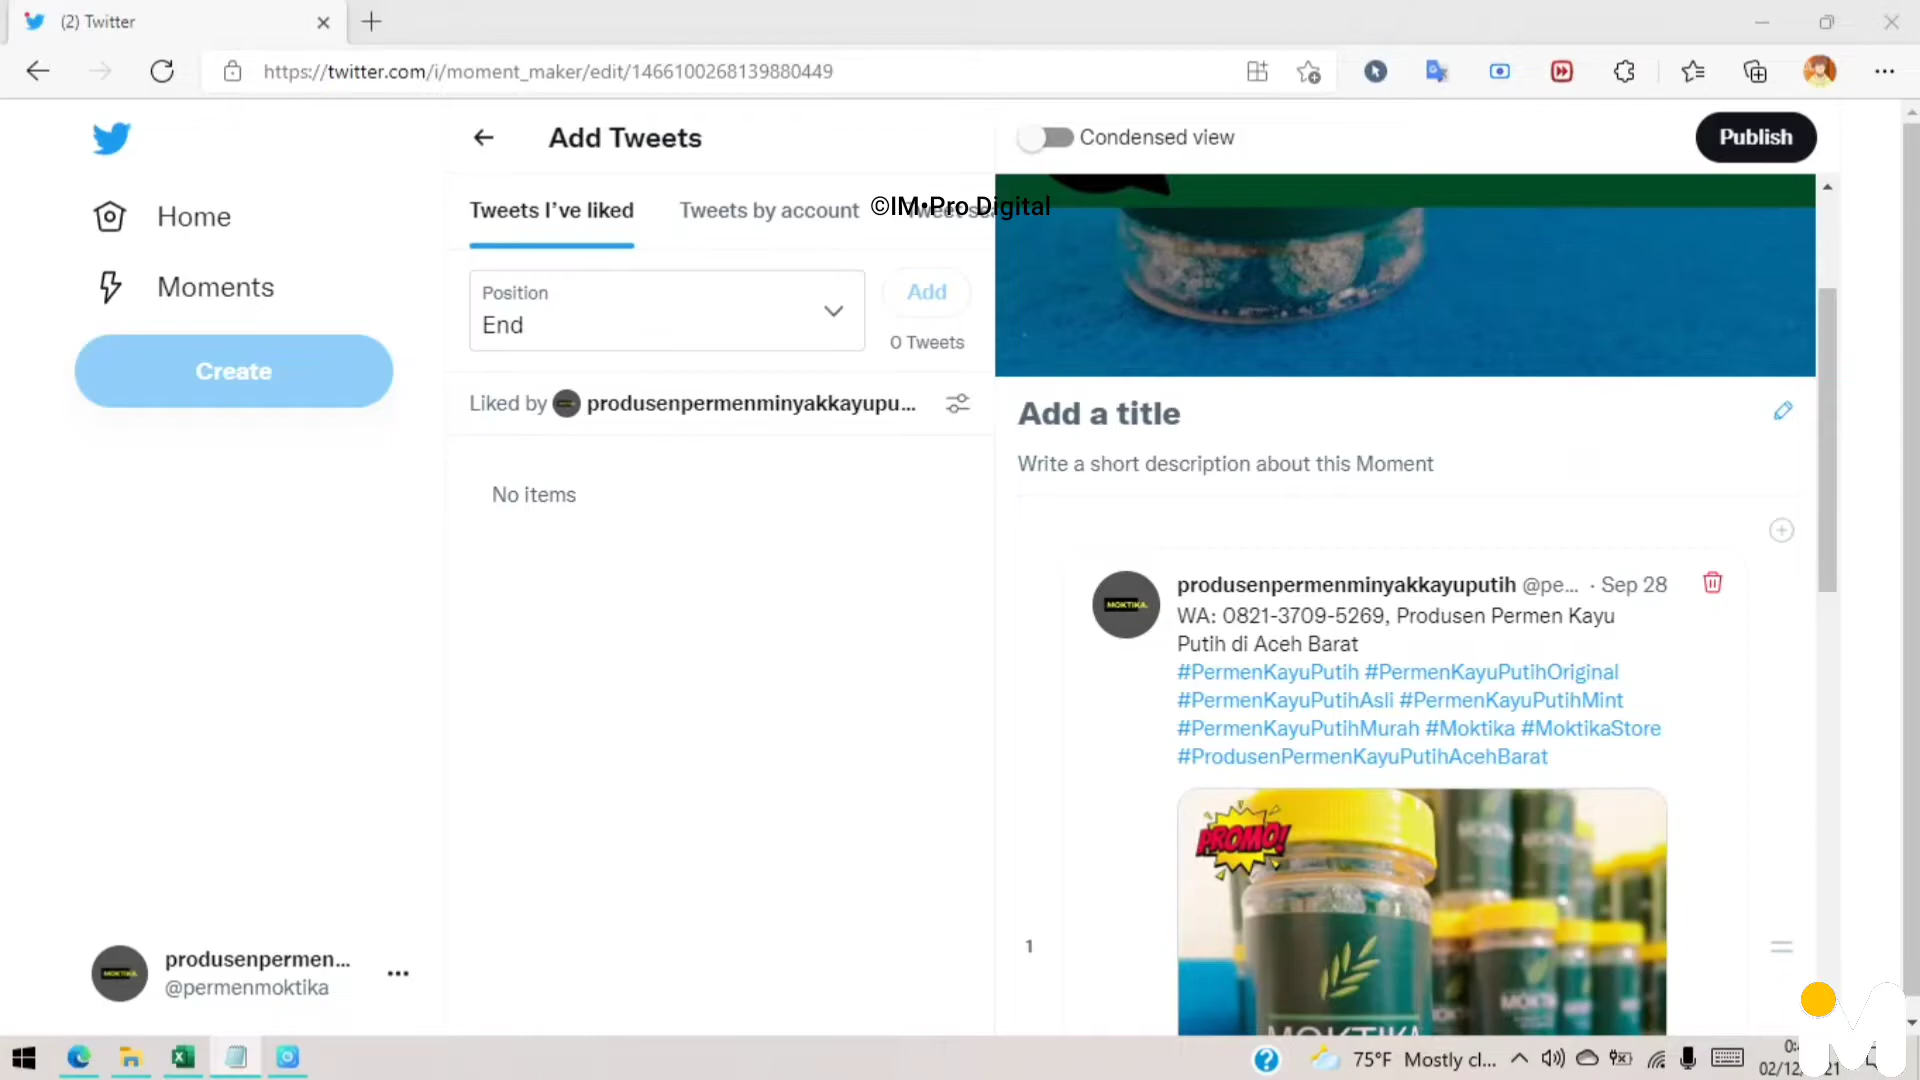 (2) Twitter
https://twitter.com/i/moment_maker/edit/1466100268139880449
Add Tweets
Condensed view
Publish
Home
Moments
Create
Tweets I've liked
Tweets by account
©IM•Pro Digital
Position
End
Add
0 Tweets
Liked by produsenpermenminyakkayupu...
No items
Add a title
Write a short description about this Moment
produsenpermenminyakkayuputih @pe... · Sep 28
WA: 0821-3709-5269, Produsen Permen Kayu
Putih di Aceh Barat
#PermenKayuPutih #PermenKayuPutihOriginal
#PermenKayuPutihAsli #PermenKayuPutihMint
#PermenKayuPutihMurah #Moktika #MoktikaStore
#ProdusenPermenKayuPutihAcehBarat
MOKTIKA
PROMO!
MOKTIKA
1
produsenpermen...
@permenmoktika
MOKTIKA
75°F Mostly cl...